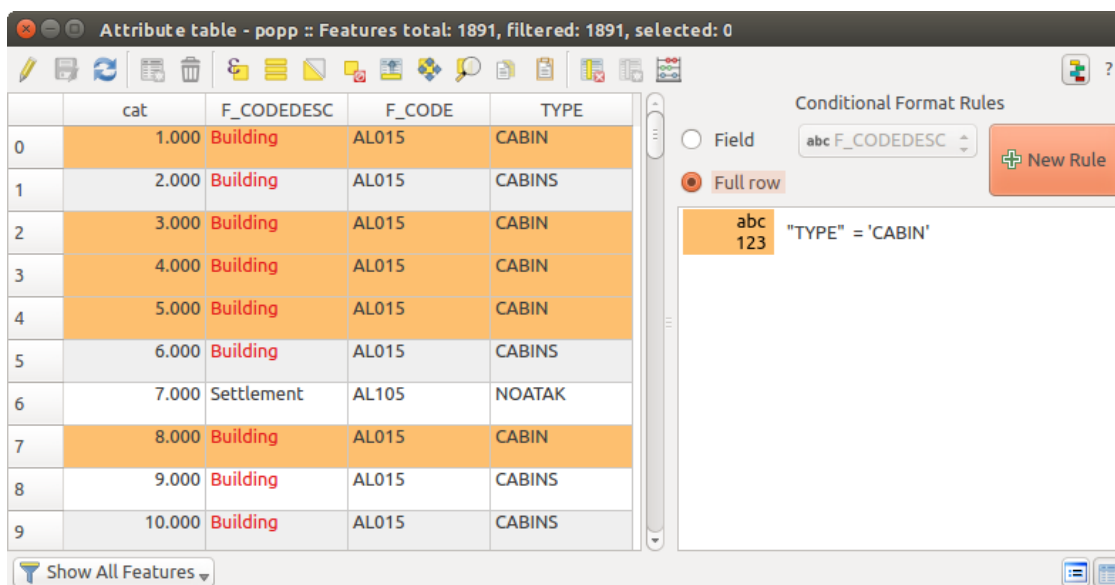 Attribute table - popp :: Features total: 1891, filtered: 1891, selected: 0
?
cat F_CODEDESC F_CODE TYPE
0 1.000 Building AL015 CABIN
1 2.000 Building AL015 CABINS
2 3.000 Building AL015 CABIN
3 4.000 Building AL015 CABIN
4 5.000 Building AL015 CABIN
5 6.000 Building AL015 CABINS
6 7.000 Settlement AL105 NOATAK
7 8.000 Building AL015 CABIN
8 9.000 Building AL015 CABINS
9 10.000 Building AL015 CABINS
Show All Features
Conditional Format Rules
Field abc F_CODEDESC
Full row
New Rule
abc
123
"TYPE" = 'CABIN'